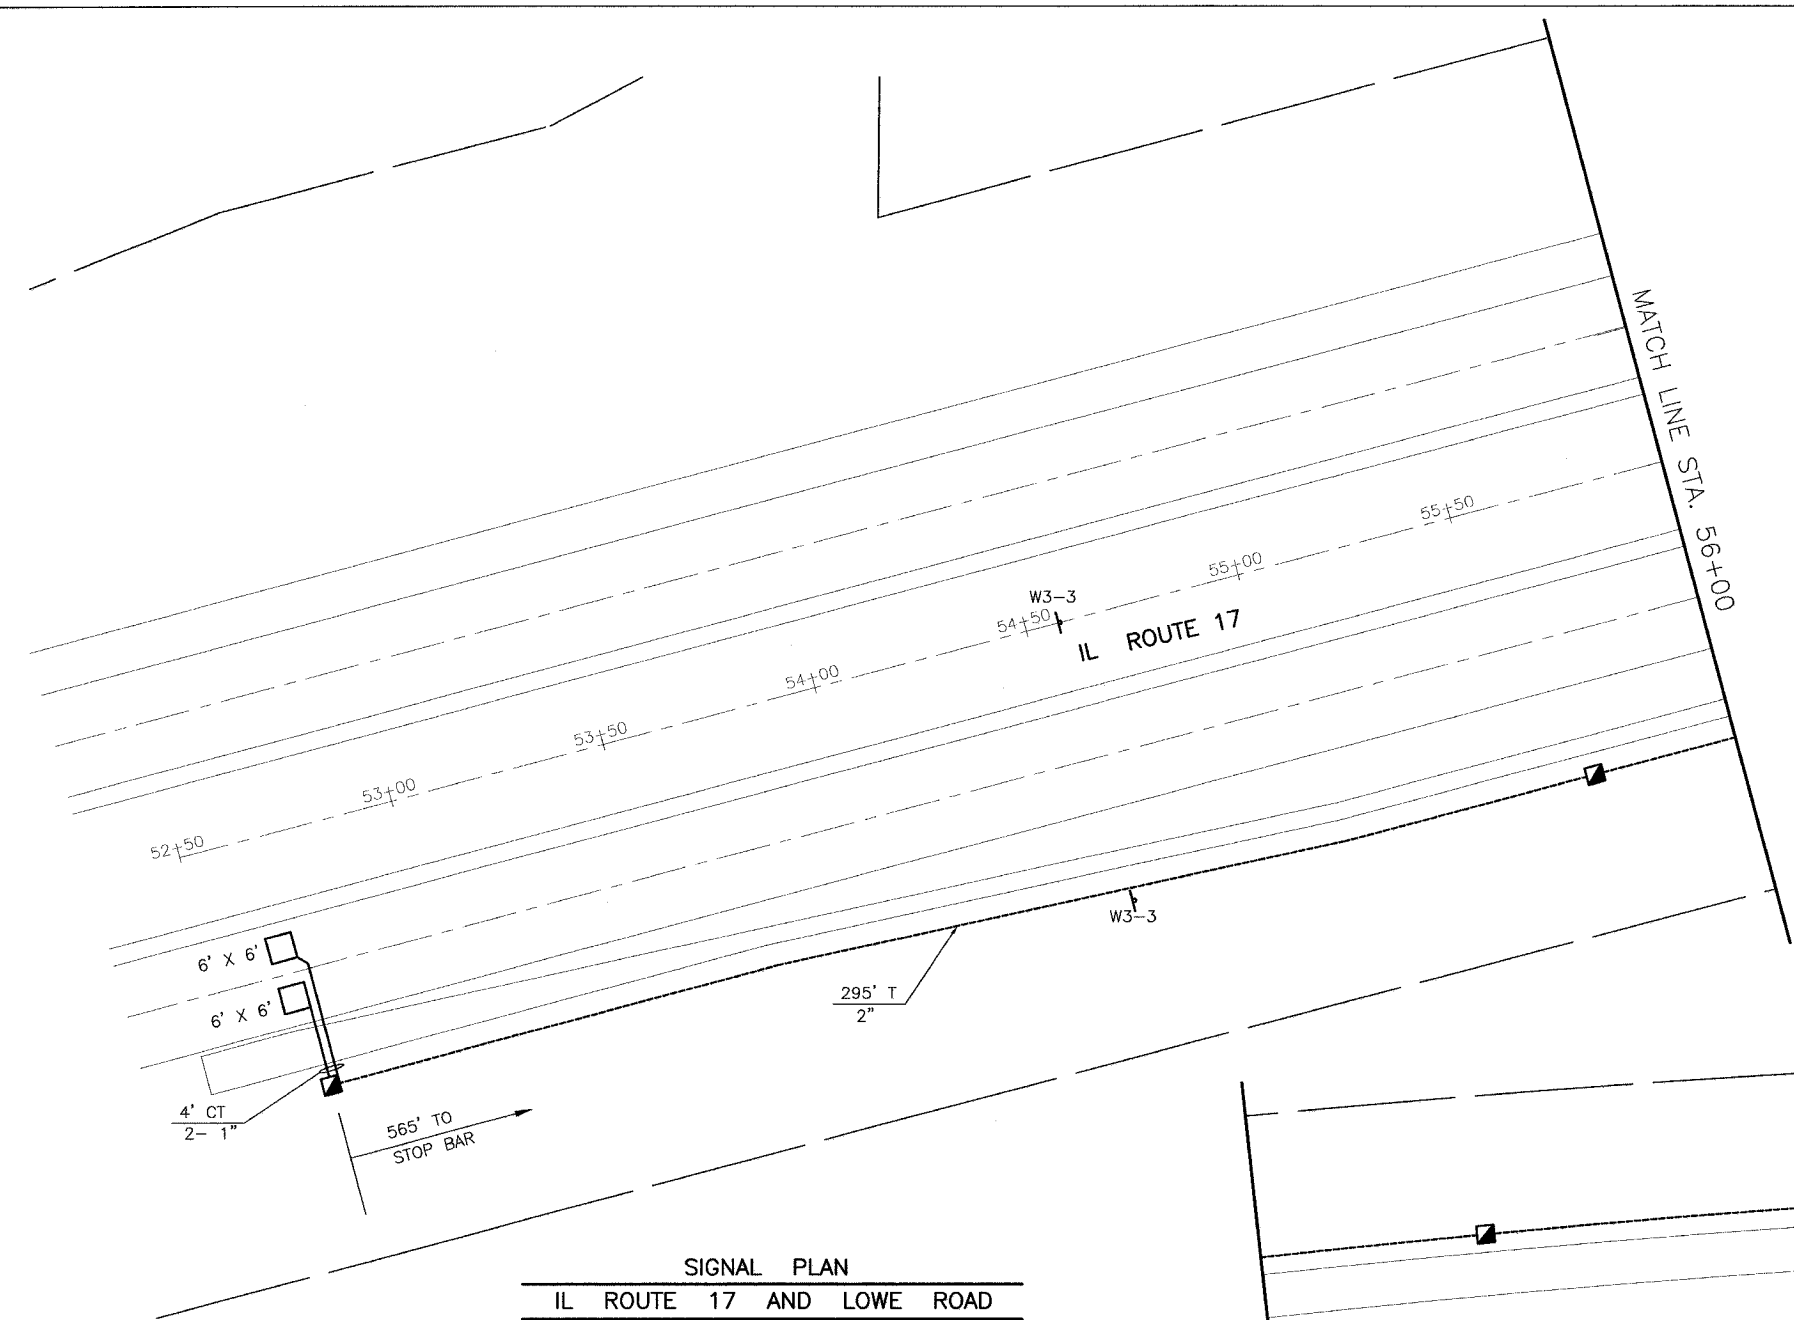 MATCH LINE STA. 56+00
55+50
55+00
W3-3
54+50
IL ROUTE 17
54+00
53+50
53+00
52+50
W3-3
6' X 6'
6' X 6'
295' T
2"
4' CT
2- 1"
565' TO
STOP BAR
SIGNAL PLAN
IL ROUTE 17 AND LOWE ROAD